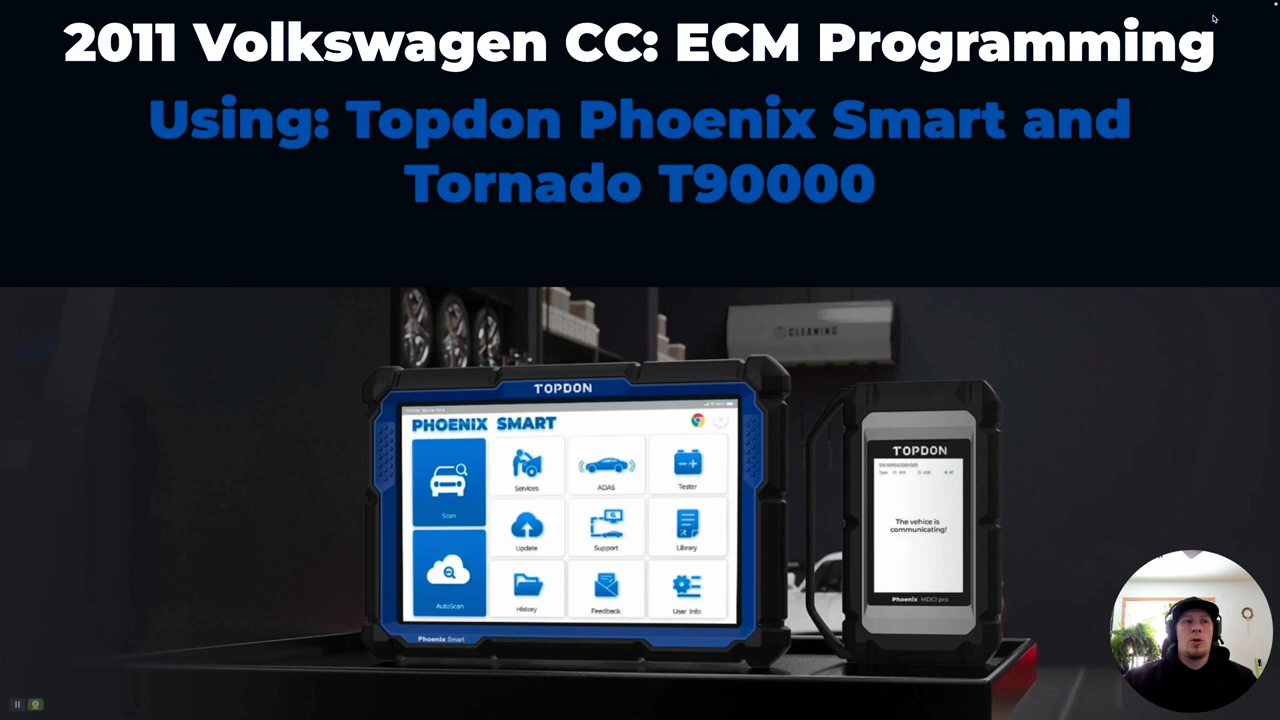 2011 Volkswagen CC: ECM Programming
Using: Topdon Phoenix Smart and
Tornado T90000
CLEANING
TOPDON
PHOENIX SMART
Scan
Services
ADAS
Tester
Update
Support
Library
AutoScan
History
Feedback
User Info
Phoenix Smart
TOPDON
The vehicle is
communicating!
Phoenix MDCI pro